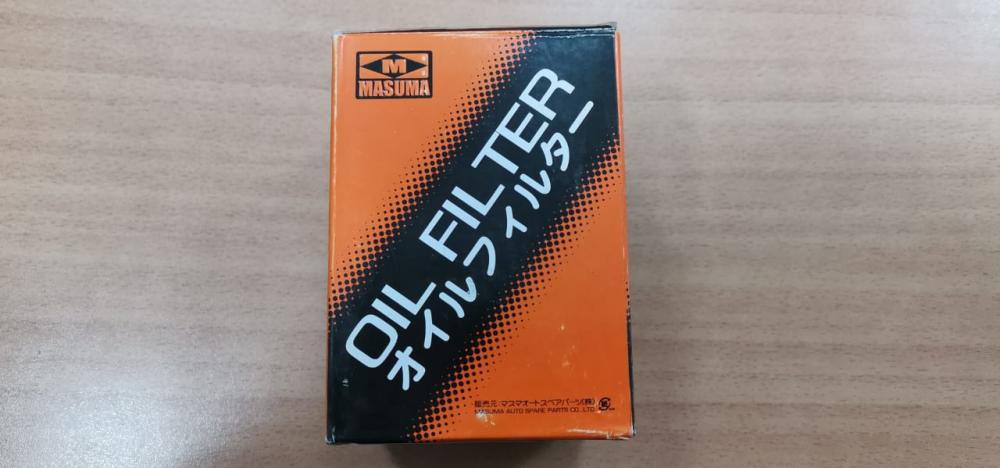 M
MASUMA
OIL FILTER
オイルフィルター
販売元:マスマオートスペアパーツ(株)
MASUMA AUTO SPARE PARTS CO.,LTD